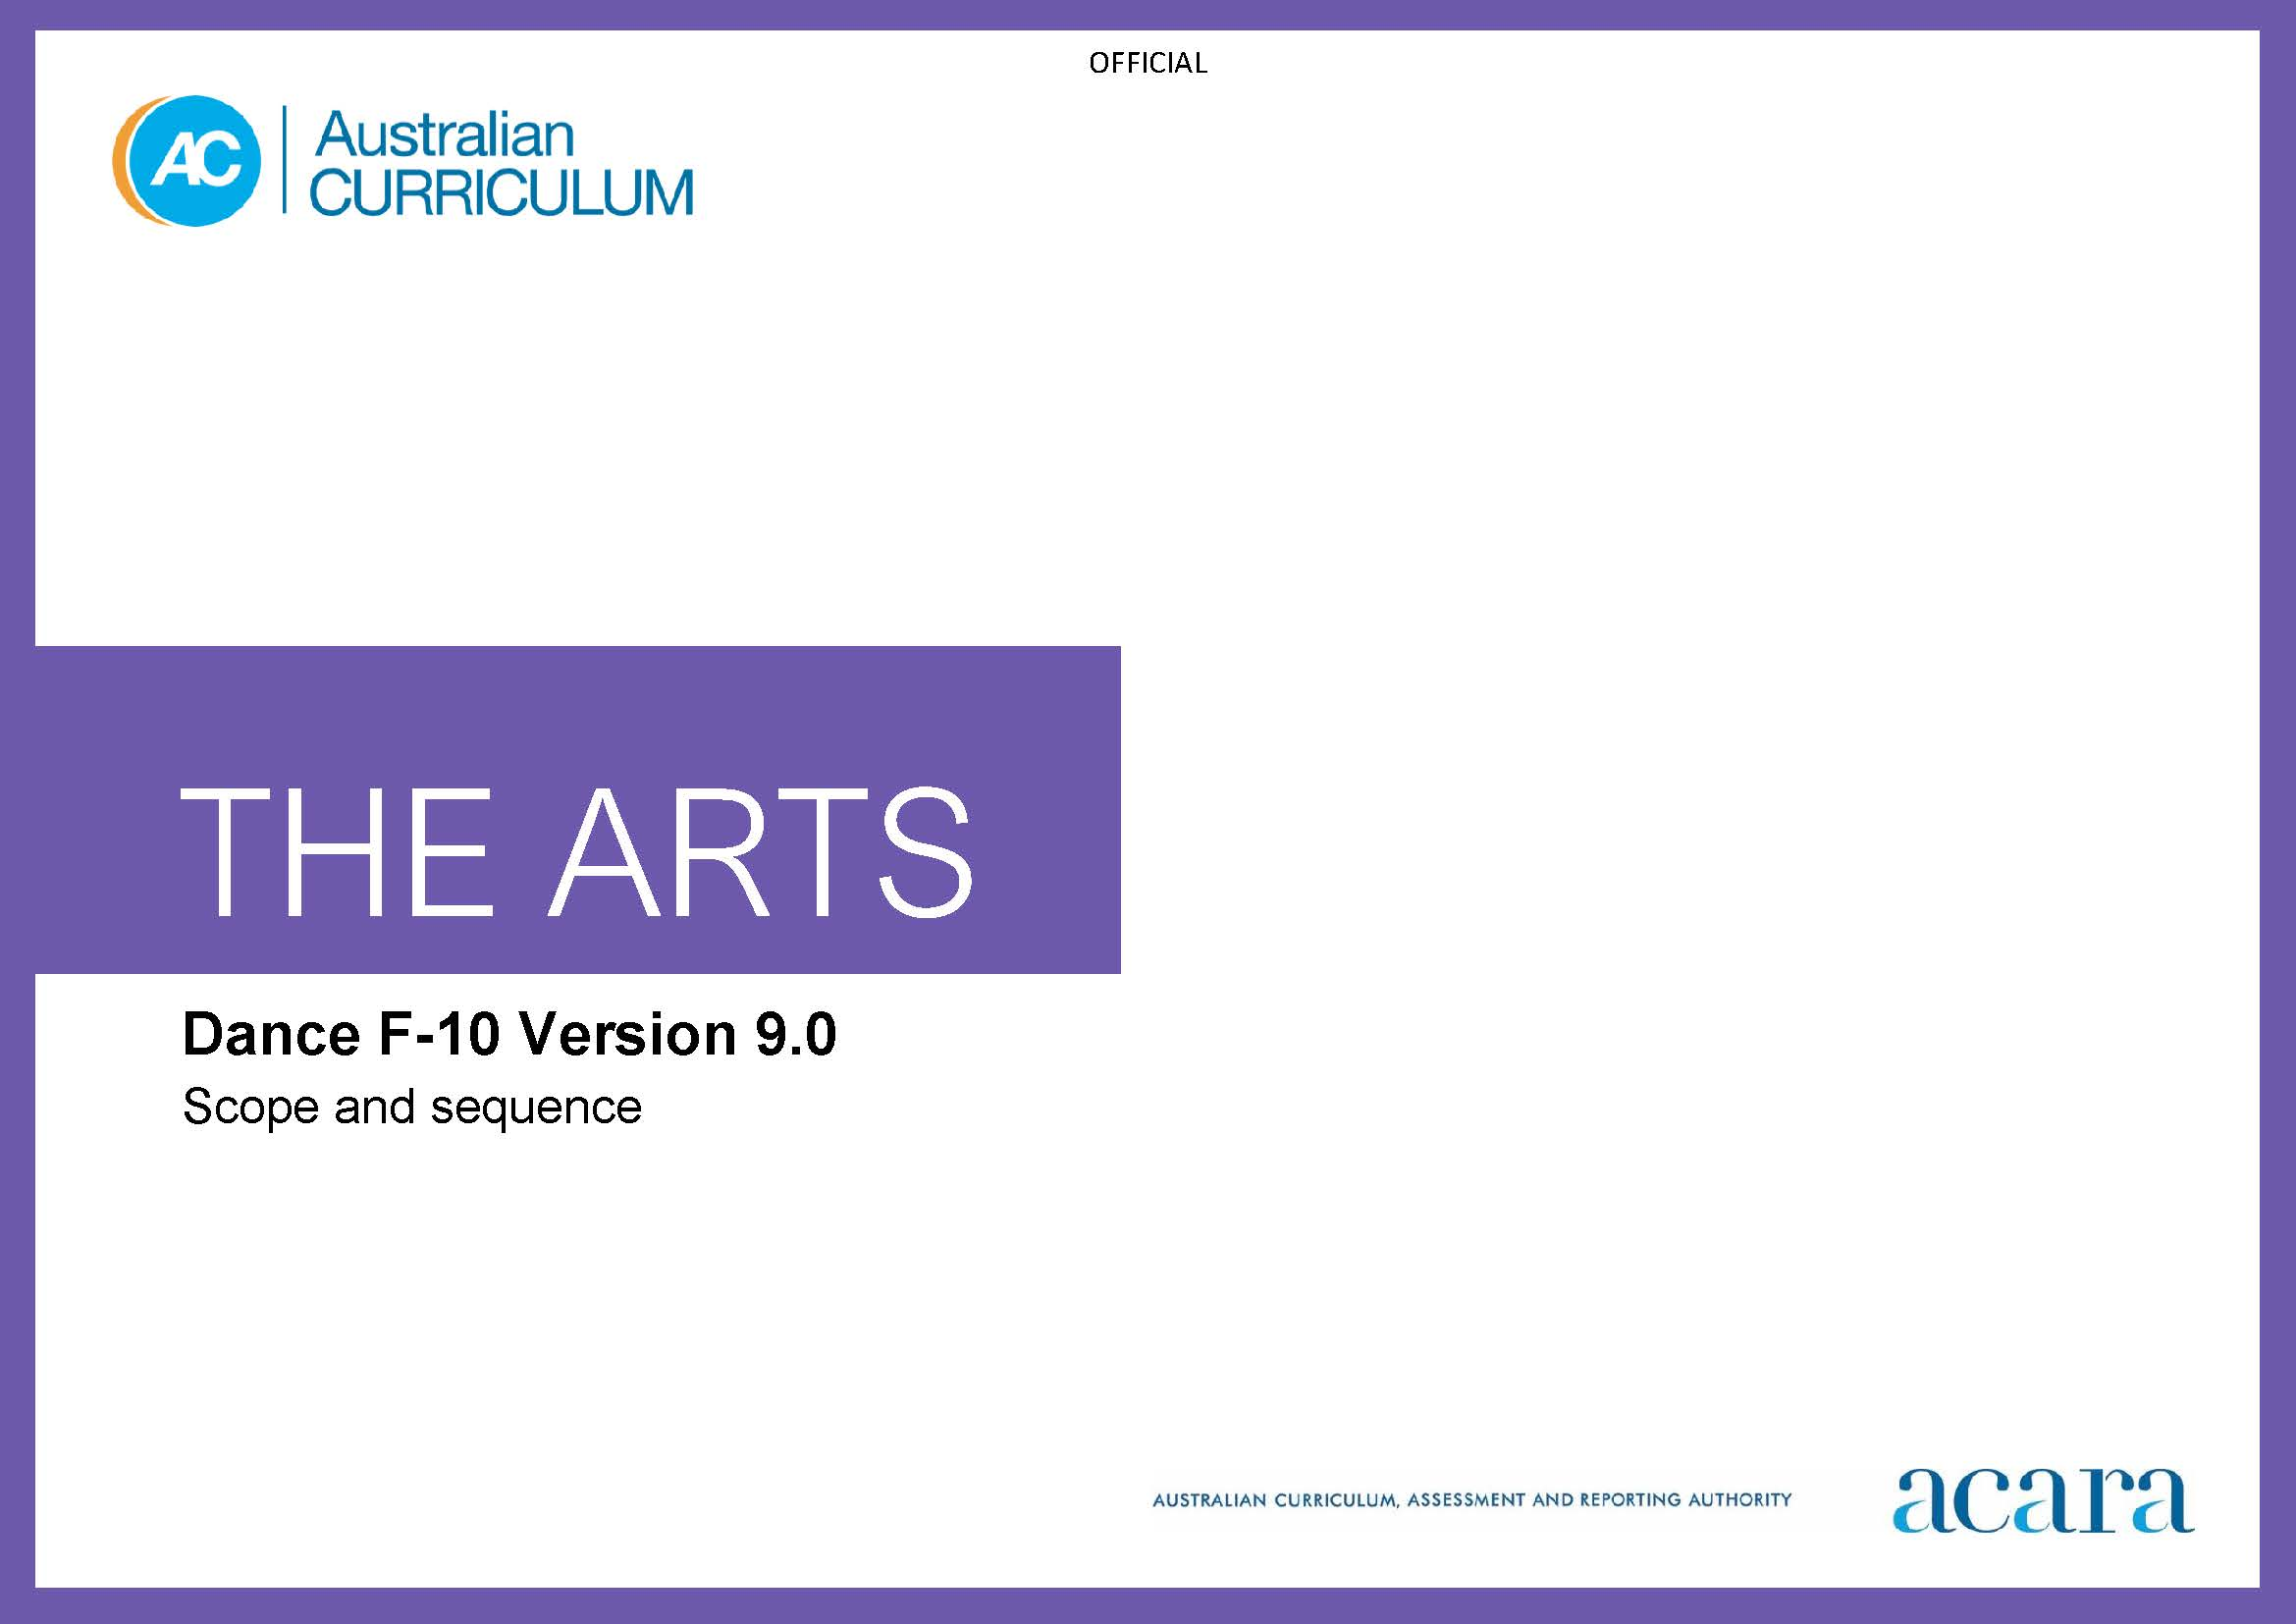 OFFICIAL
AC
Australian
CURRICULUM
THE ARTS
Dance F-10 Version 9.0
Scope and sequence
AUSTRALIAN CURRICULUM, ASSESSMENT AND REPORTING AUTHORITY
acara